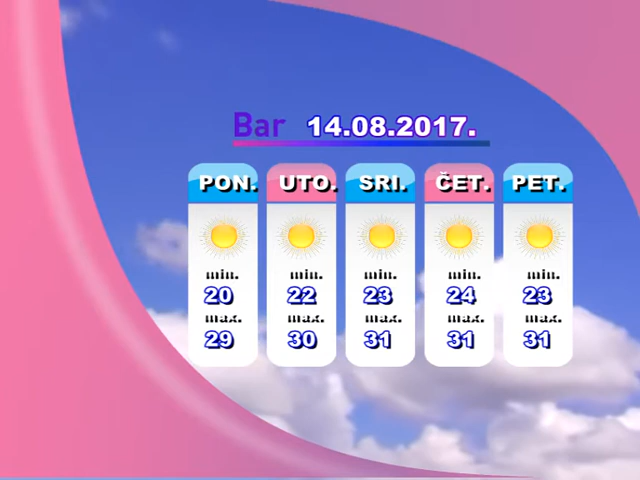 Bar 14.08.2017.
PON. UTO. SRI. ČET. PET.
min. min. min. min. min.
20 22 23 24 23
max. max. max. max. max.
29 30 31 31 31